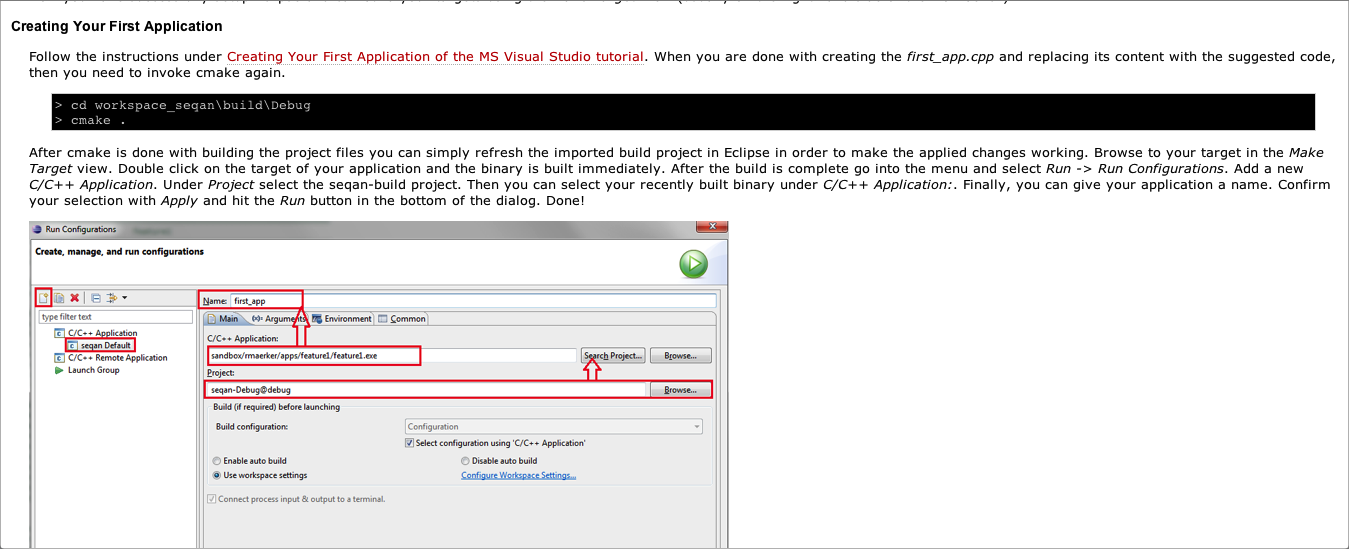 Creating Your First Application
Follow the instructions under Creating Your First Application of the MS Visual Studio tutorial. When you are done with creating the first_app.cpp and replacing its content with the suggested code,
then you need to invoke cmake again.
> cd workspace_seqan\build\Debug
> cmake .
After cmake is done with building the project files you can simply refresh the imported build project in Eclipse in order to make the applied changes working. Browse to your target in the Make
Target view. Double click on the target of your application and the binary is built immediately. After the build is complete go into the menu and select Run -> Run Configurations. Add a new
C/C++ Application. Under Project select the seqan-build project. Then you can select your recently built binary under C/C++ Application:. Finally, you can give your application a name. Confirm
your selection with Apply and hit the Run button in the bottom of the dialog. Done!
Run Configurations
Create, manage, and run configurations
Name: first_app
type filter text
Main Arguments Environment Common
C/C++ Application
seqan Default
C/C++ Remote Application
Launch Group
C/C++ Application:
sandbox/rmaerker/apps/feature1/feature1.exe Search Project... Browse...
Project:
seqan-Debug@debug Browse...
Build (if required) before launching
Build configuration: Configuration
Select configuration using 'C/C++ Application'
Enable auto build Disable auto build
Use workspace settings Configure Workspace Settings...
Connect process input & output to a terminal.